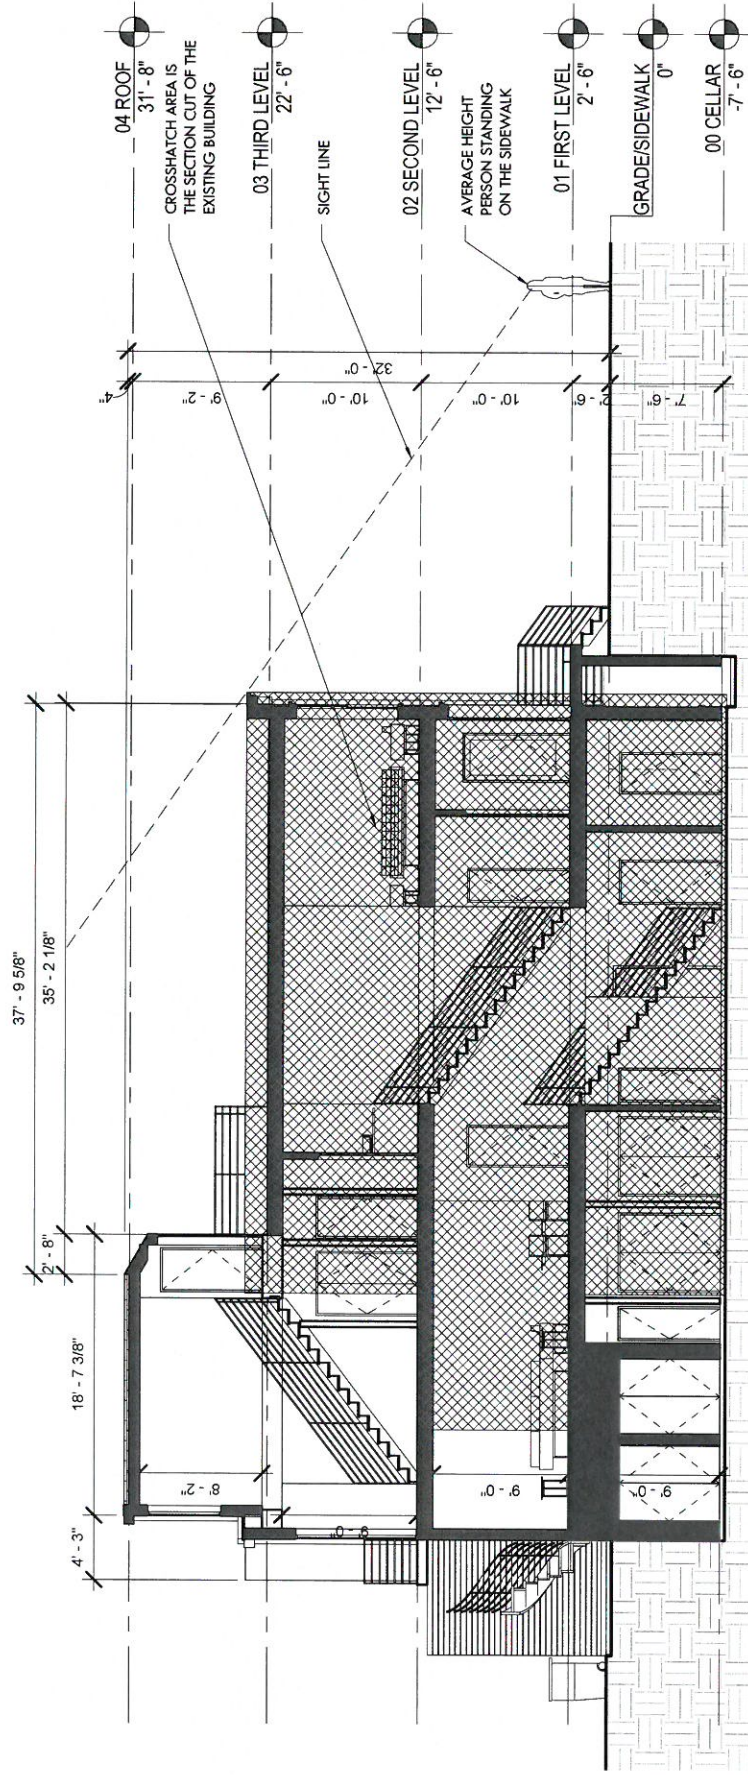 04 ROOF
31' - 8"
CROSSHATCH AREA IS
THE SECTION CUT OF THE
EXISTING BUILDING
03 THIRD LEVEL
22' - 6"
SIGHT LINE
02 SECOND LEVEL
12' - 6"
AVERAGE HEIGHT
PERSON STANDING
ON THE SIDEWALK
01 FIRST LEVEL
2' - 6"
GRADE/SIDEWALK
0"
00 CELLAR
-7' - 6"
4"
9' - 2"
32' - 0"
10' - 0"
10' - 0"
2' - 6"
7' - 6"
37' - 9 5/8"
35' - 2 1/8"
2' - 8"
18' - 7 3/8"
4' - 3"
8' - 2"
9' - 0"
9' - 0"
9' - 0"